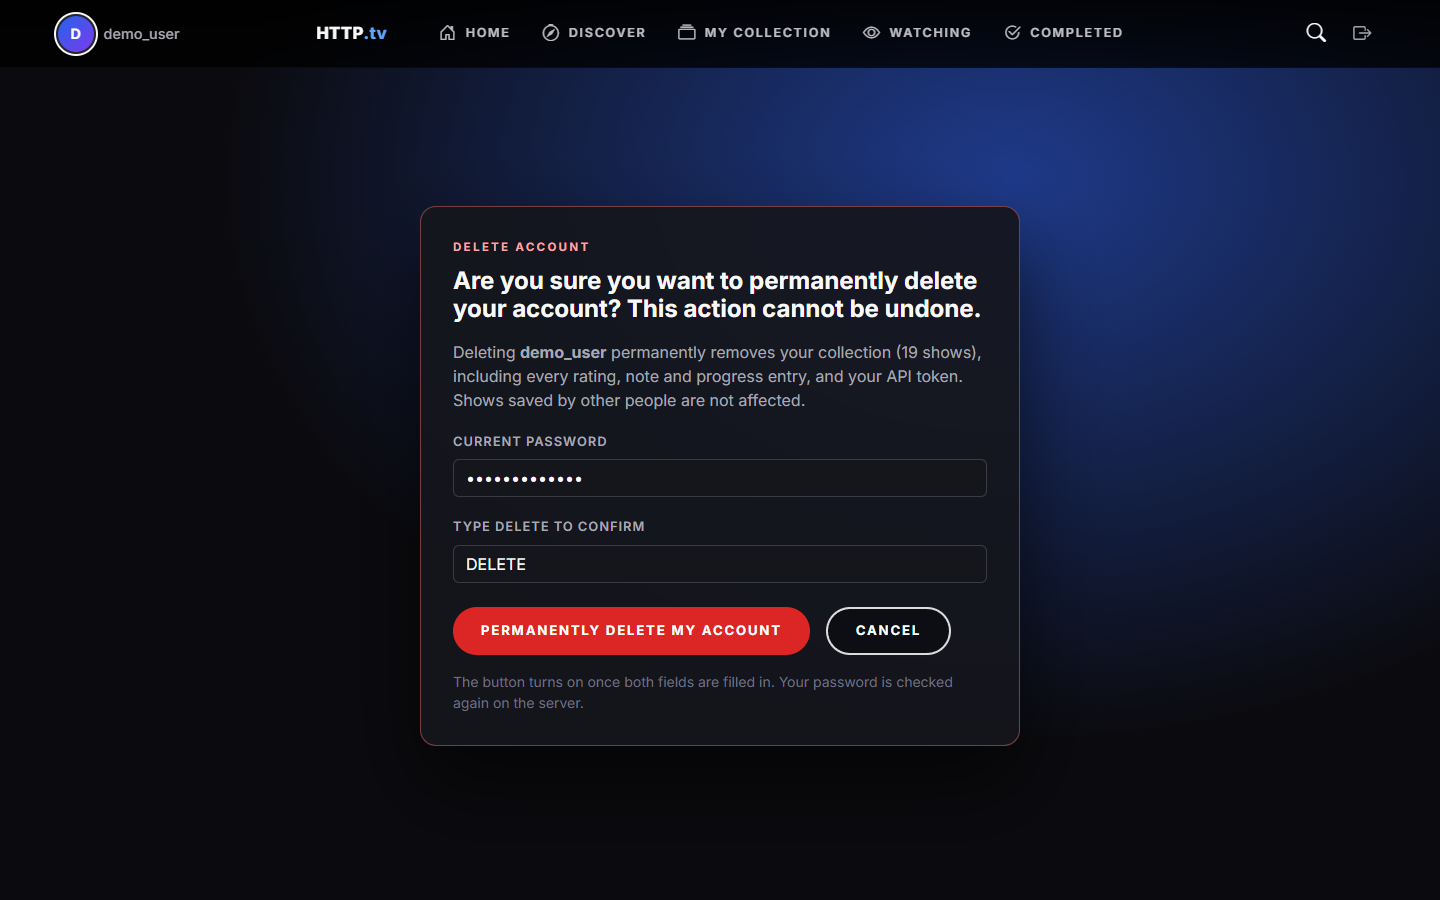 D demo_user HTTP.tv HOME DISCOVER MY COLLECTION WATCHING COMPLETED
DELETE ACCOUNT
Are you sure you want to permanently delete
your account? This action cannot be undone.
Deleting demo_user permanently removes your collection (19 shows),
including every rating, note and progress entry, and your API token.
Shows saved by other people are not affected.
CURRENT PASSWORD
•••••••••••••
TYPE DELETE TO CONFIRM
DELETE
PERMANENTLY DELETE MY ACCOUNT CANCEL
The button turns on once both fields are filled in. Your password is checked
again on the server.